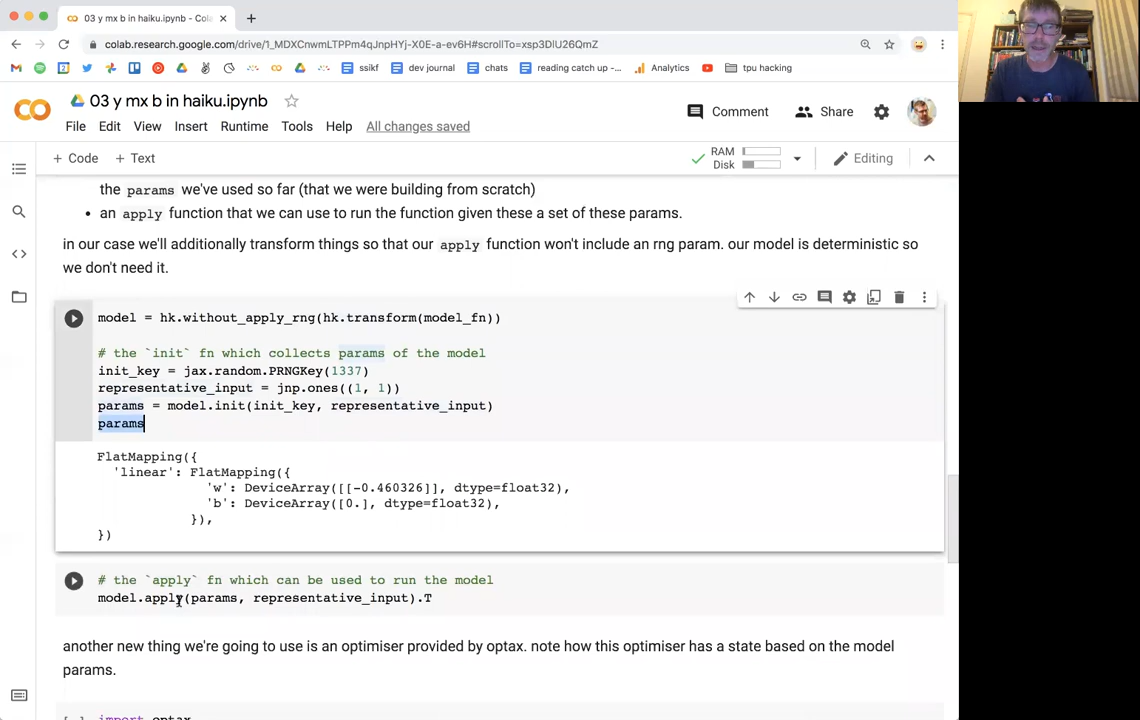 03 y mx b in haiku.ipynb - Cola
colab.research.google.com/drive/1_MDXCnwmLTPPm4qJnpHYj-X0E-a-ev6H#scrollTo=xsp3DlU26QmZ
ssikf
dev journal
chats
reading catch up -...
Analytics
tpu hacking
03 y mx b in haiku.ipynb
Comment
Share
File Edit View Insert Runtime Tools Help All changes saved
+ Code + Text
RAM
Disk
Editing
the params we've used so far (that we were building from scratch)
• an apply function that we can use to run the function given these a set of these params.
in our case we'll additionally transform things so that our apply function won't include an rng param. our model is deterministic so
we don't need it.
model = hk.without_apply_rng(hk.transform(model_fn))
# the `init` fn which collects params of the model
init_key = jax.random.PRNGKey(1337)
representative_input = jnp.ones((1, 1))
params = model.init(init_key, representative_input)
params
FlatMapping({
'linear': FlatMapping({
'w': DeviceArray([[-0.460326]], dtype=float32),
'b': DeviceArray([0.], dtype=float32),
}),
})
# the `apply` fn which can be used to run the model
model.apply(params, representative_input).T
another new thing we're going to use is an optimiser provided by optax. note how this optimiser has a state based on the model
params.
[ ] import optax